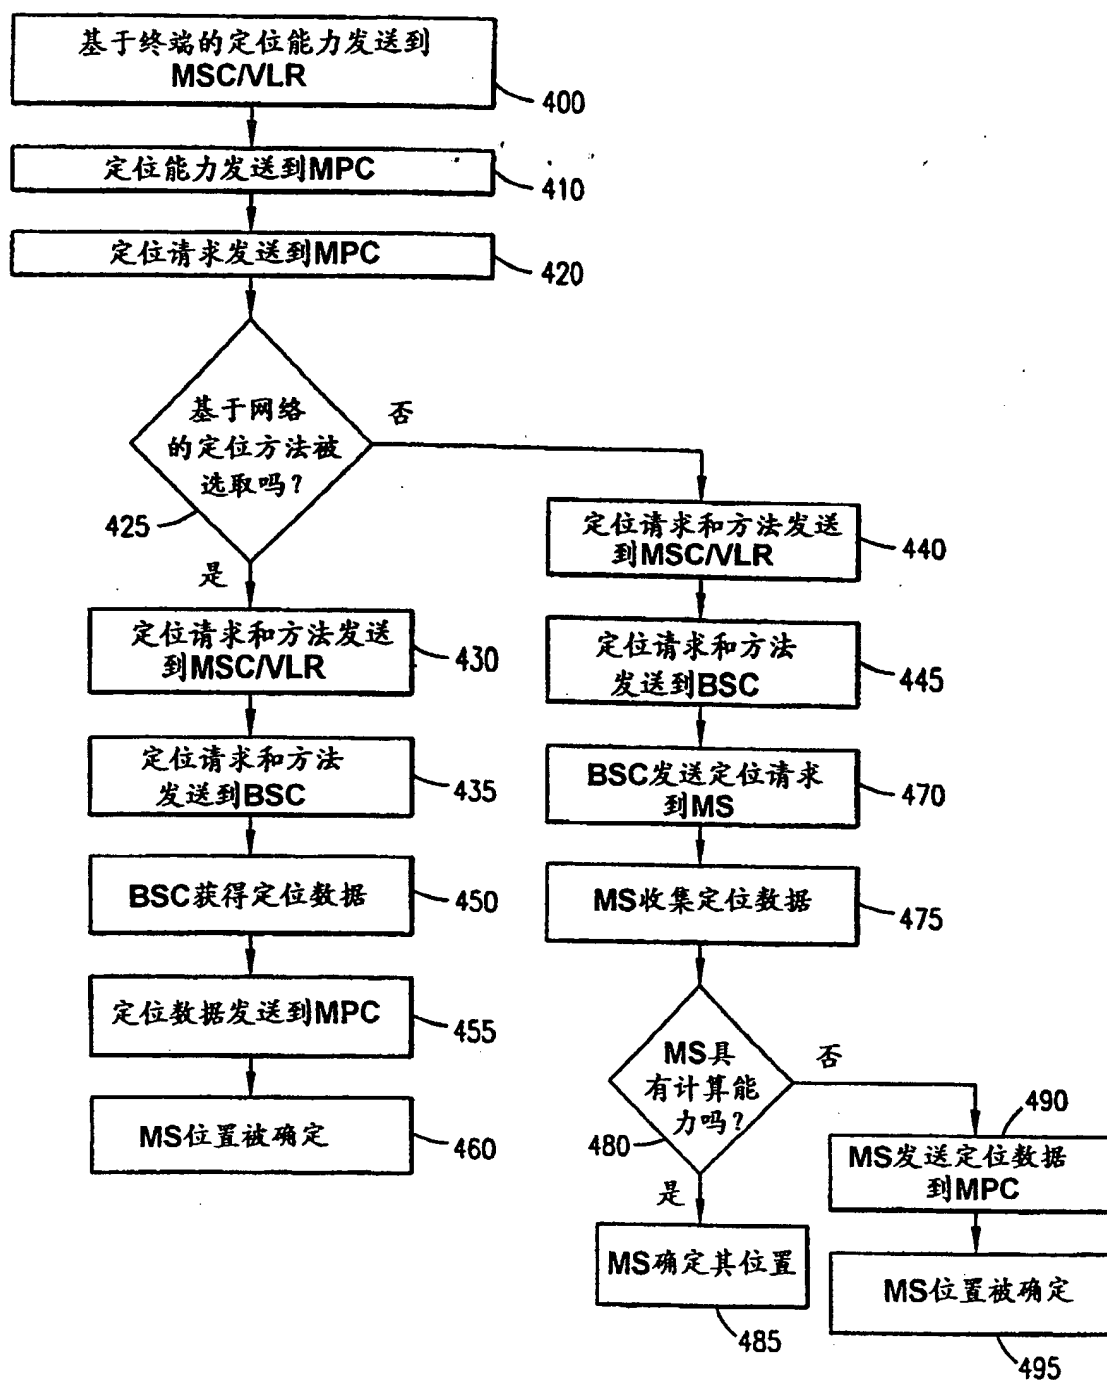 基于终端的定位能力发送到
MSC/VLR
400
定位能力发送到MPC
410
定位请求发送到MPC
420
基于网络
的定位方法被
选取吗?
425
否
是
定位请求和方法发送
到MSC/VLR
430
定位请求和方法
发送到BSC
435
BSC获得定位数据
450
定位数据发送到MPC
455
MS位置被确定
460
定位请求和方法发送
到MSC/VLR
440
定位请求和方法
发送到BSC
445
BSC发送定位请求
到MS
470
MS收集定位数据
475
MS具
有计算能
力吗?
480
否
是
MS确定其位置
485
490
MS发送定位数据
到MPC
MS位置被确定
495